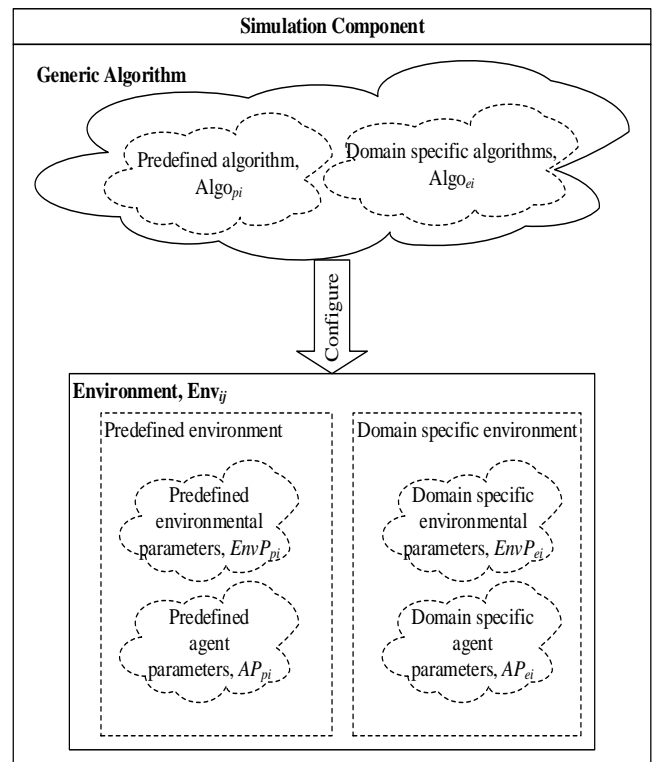 Simulation Component
Generic Algorithm
Predefined algorithm,
Algopi
Domain specific algorithms,
Algoei
Configure
Environment, Envij
Predefined environment
Predefined
environmental
parameters, EnvPpi
Predefined
agent
parameters, APpi
Domain specific environment
Domain specific
environmental
parameters, EnvPei
Domain specific
agent
parameters, APei